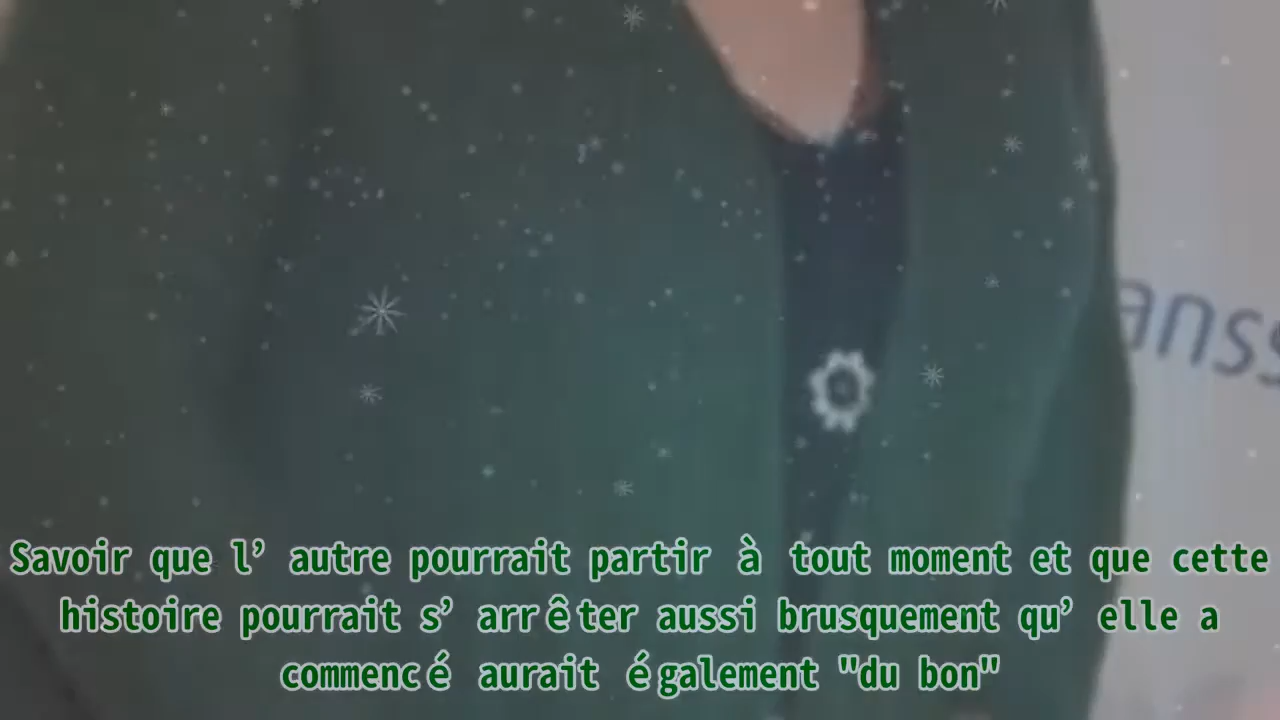 anss
Savoir que l’ autre pourrait partir à tout moment et que cette
histoire pourrait s’ arrêter aussi brusquement qu’ elle a
commencé aurait également "du bon"